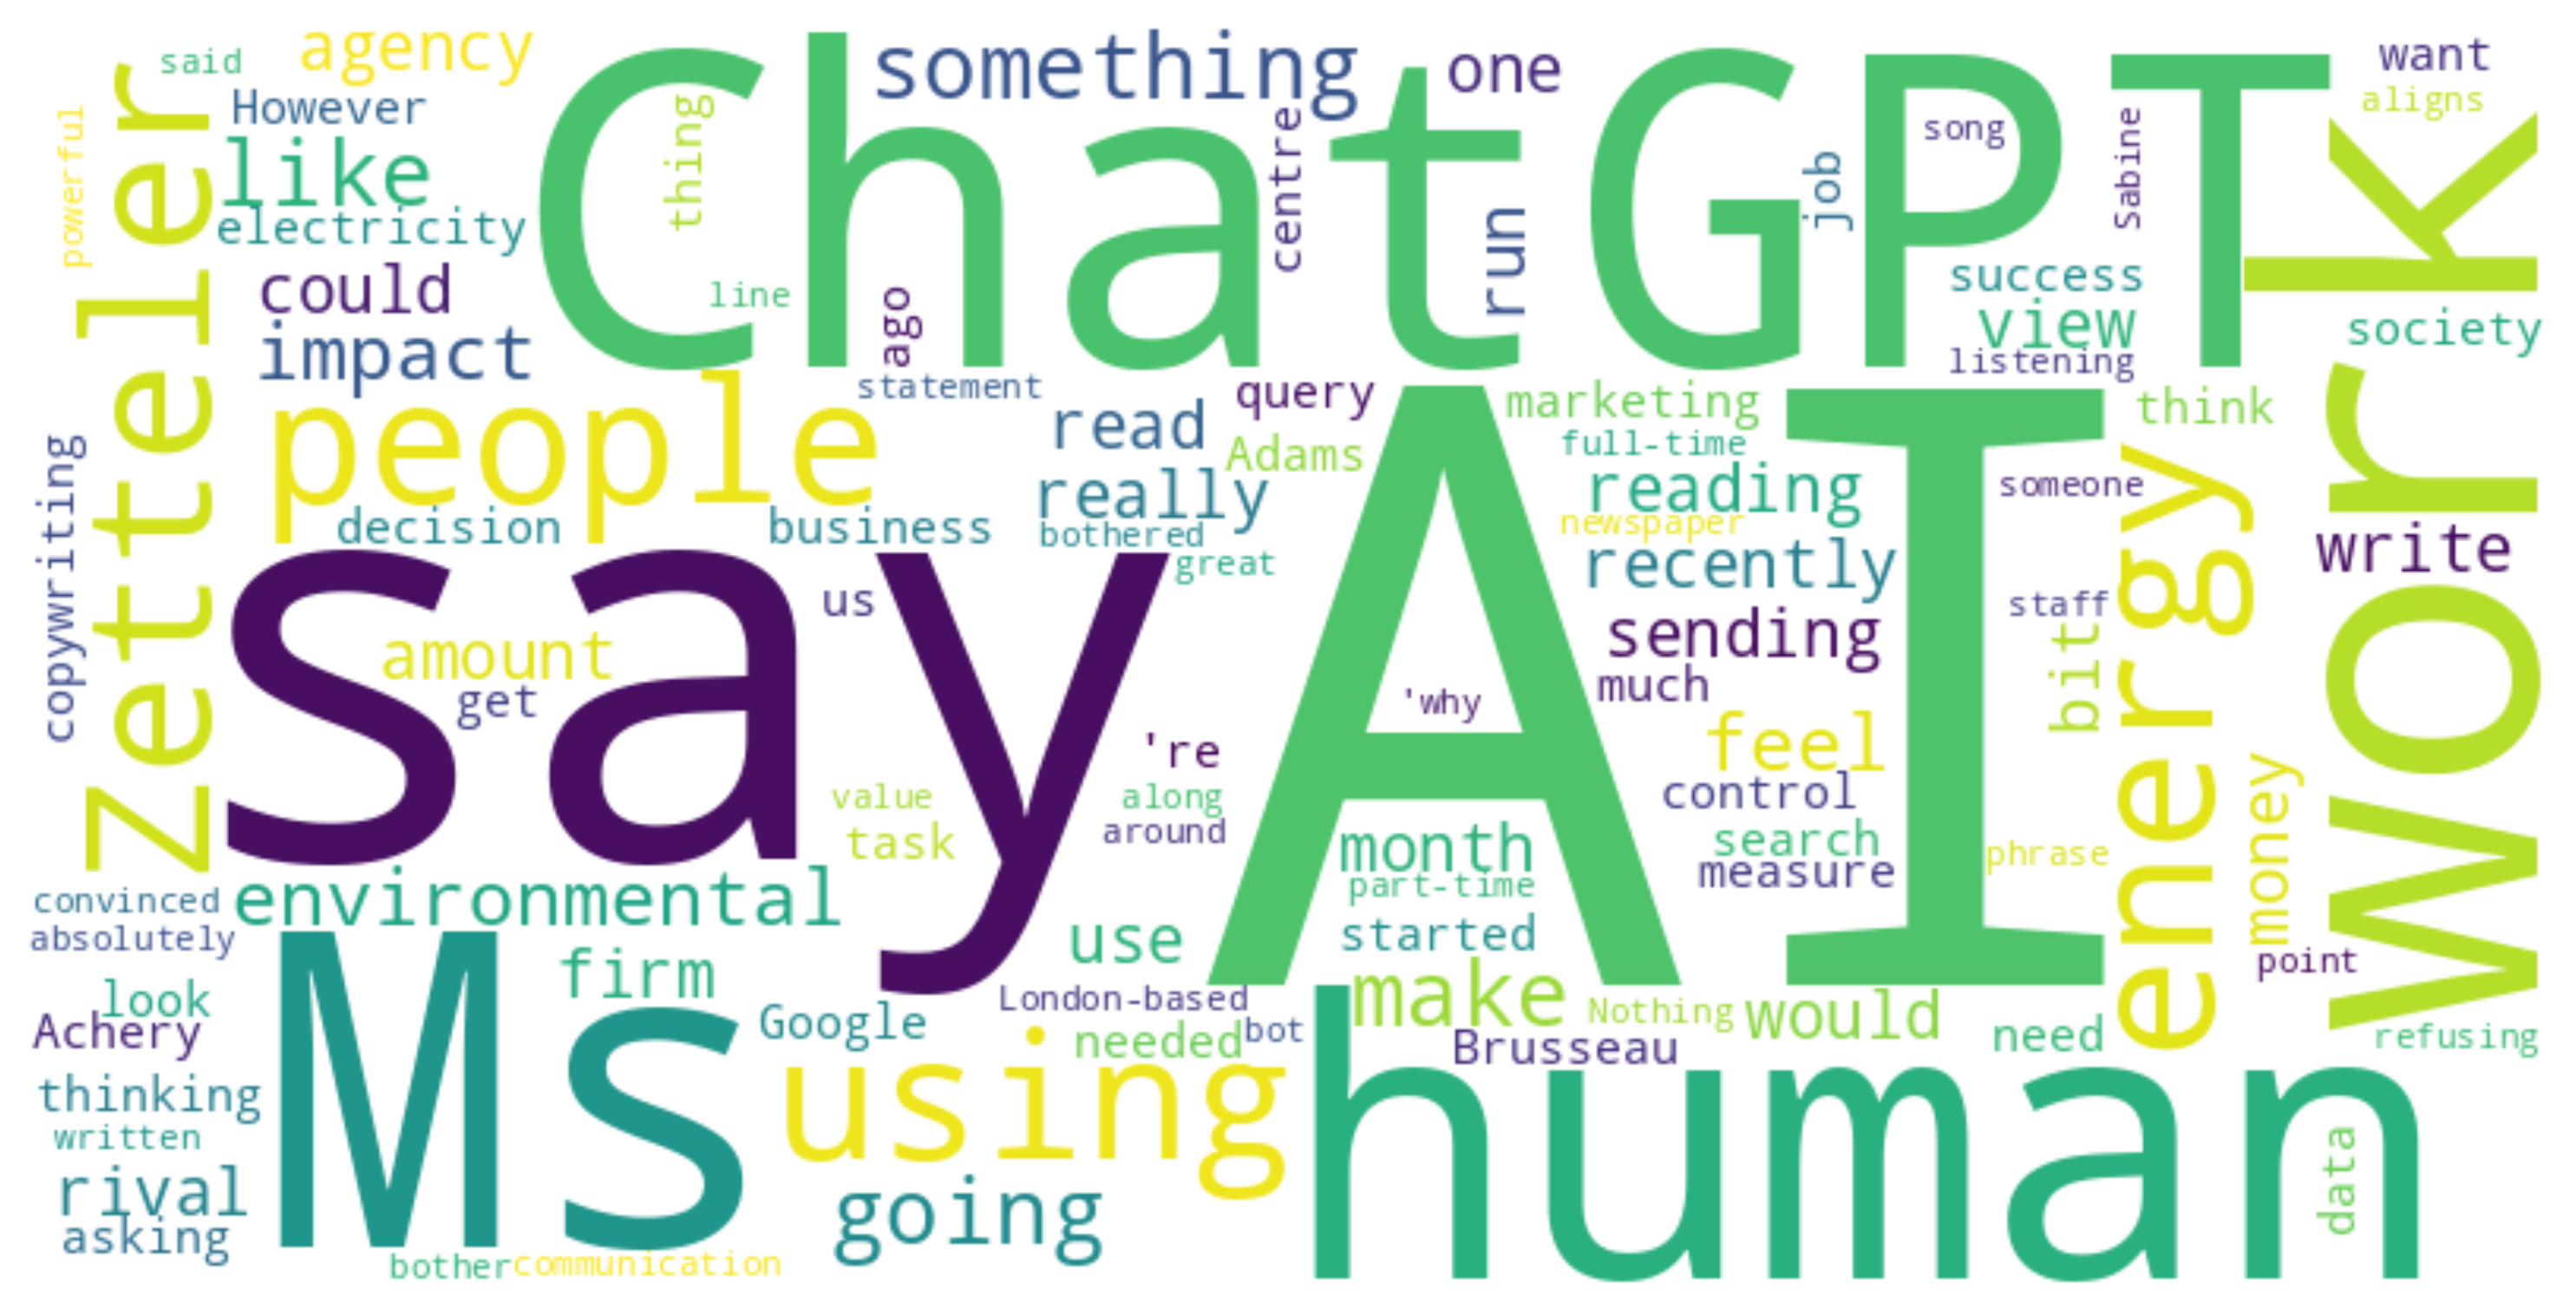 said
agency
However
like
electricity
could
impact
powerful
zetteler
copywriting
ChatGPT
thing
line
ago
something
centre
one
run
job
song
Sabine
want
aligns
success
view
listening
society
work
people
statement
decision
business
read
really
bothered
great
query
Adams
marketing
full-time
reading
newspaper
recently
sending
much
think
someone
staff
bit
energy
write
say
us
amount
get
're
value
task
along
around
AI
'why
feel
control
search
measure
phrase
money
point
month
part-time
started
make
convinced
absolutely
environmental
look
Achery
thinking
written
rival
asking
Ms
firm
Google
use
London-based
needed
bot
using
going
bother
communication
Brusseau
Nothing
would
need
refusing
human
data